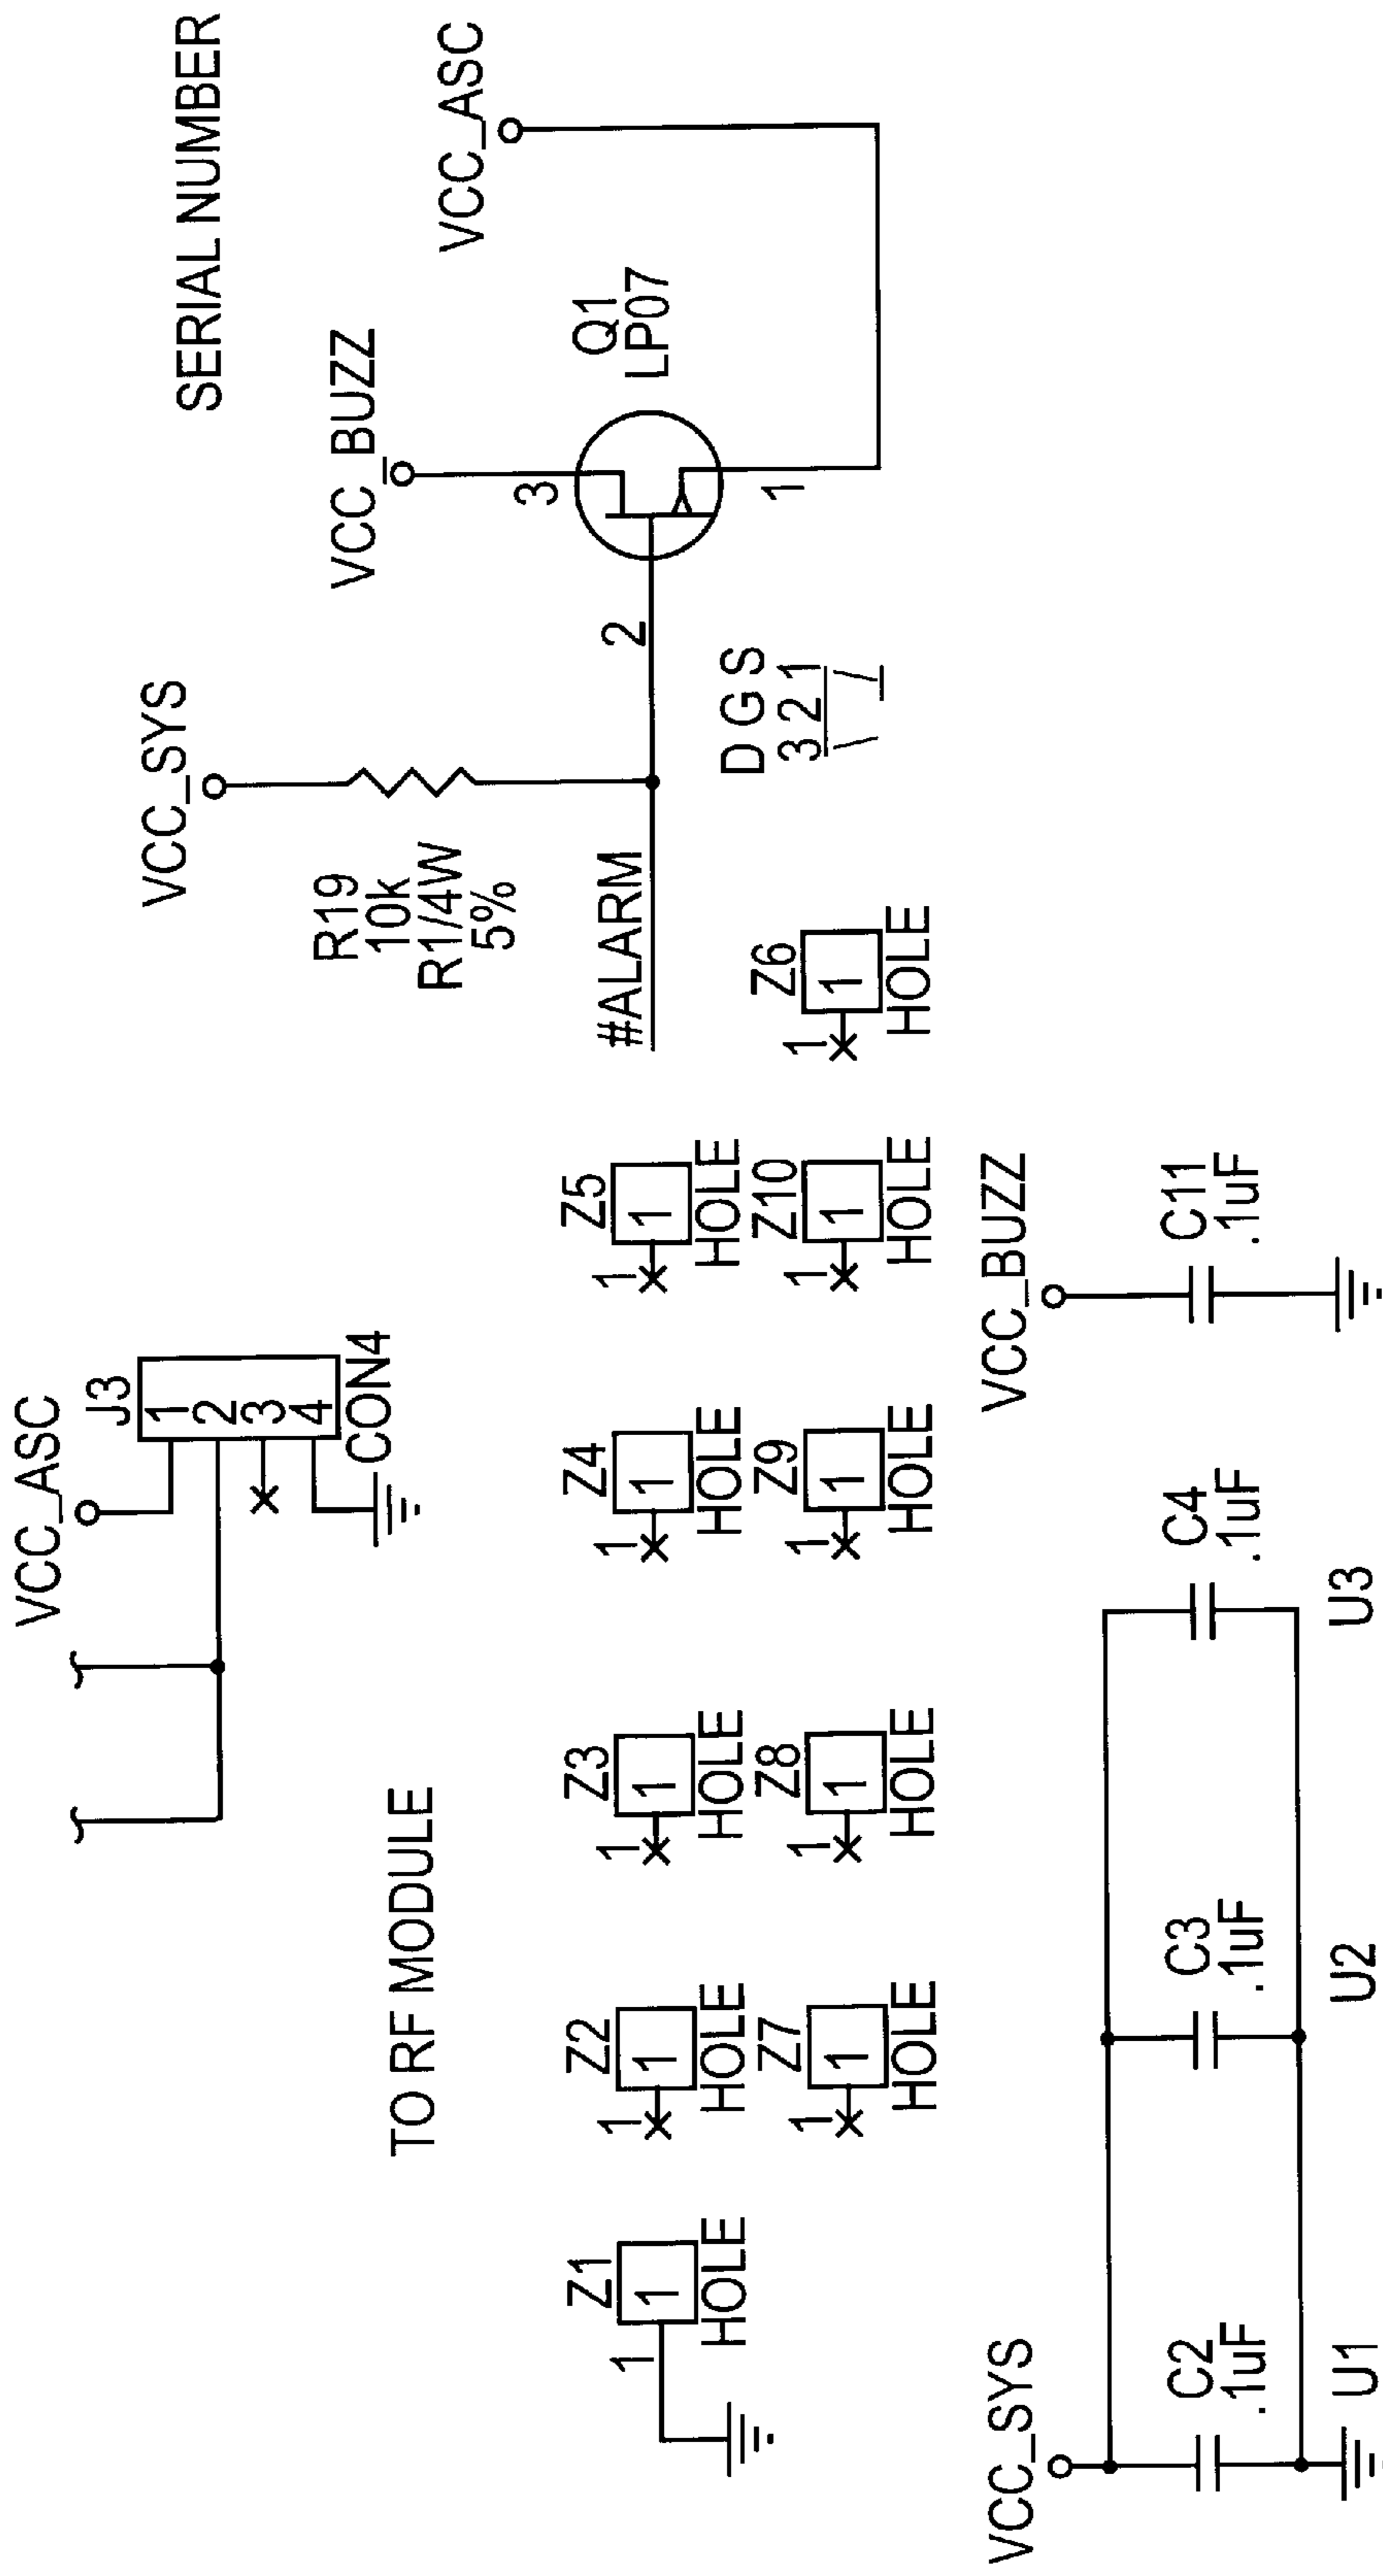 VCC_ASC
J3
1
2
3
4
CON4
TO RF MODULE
SERIAL NUMBER
VCC_SYS
R19
10k
R1/4W
5%
#ALARM
VCC_BUZZ
3
2
1
Q1
LP07
VCC_ASC
D G S
3 2 1
Z1
1
1
HOLE
Z2
1
1
HOLE
Z3
1
1
HOLE
Z4
1
1
HOLE
Z5
1
1
HOLE
Z7
1
1
HOLE
Z8
1
1
HOLE
Z9
1
1
HOLE
Z10
1
1
HOLE
Z6
1
1
HOLE
VCC_SYS
C2
.1uF
U1
C3
.1uF
U2
C4
.1uF
U3
VCC_BUZZ
C11
.1uF